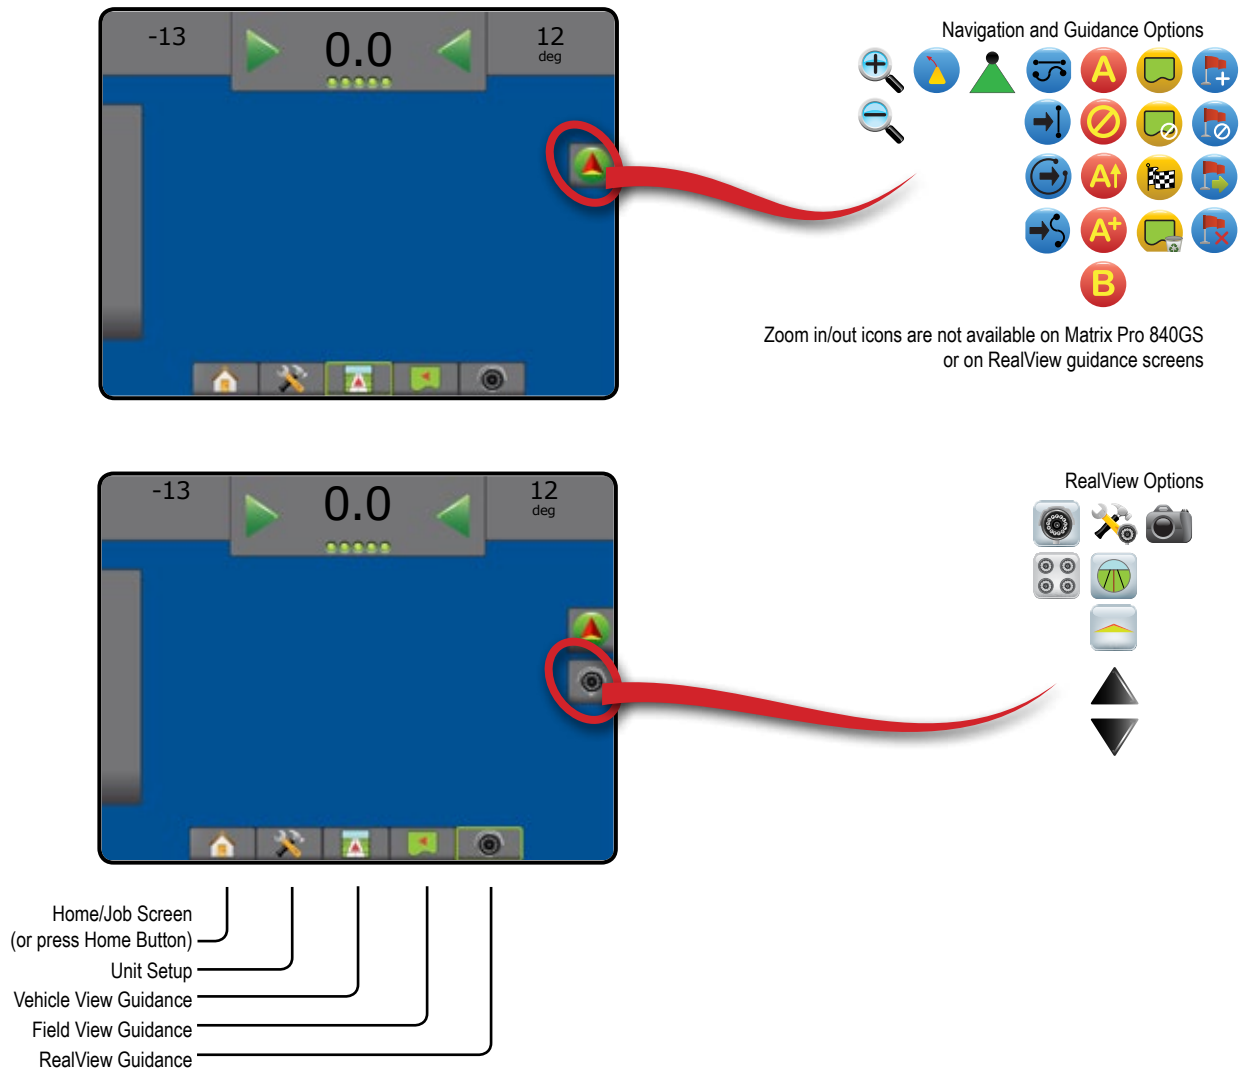 -13
0.0
12
deg
Navigation and Guidance Options
A
A
A+
B
Zoom in/out icons are not available on Matrix Pro 840GS
or on RealView guidance screens
-13
0.0
12
deg
RealView Options
Home/Job Screen
(or press Home Button)
Unit Setup
Vehicle View Guidance
Field View Guidance
RealView Guidance